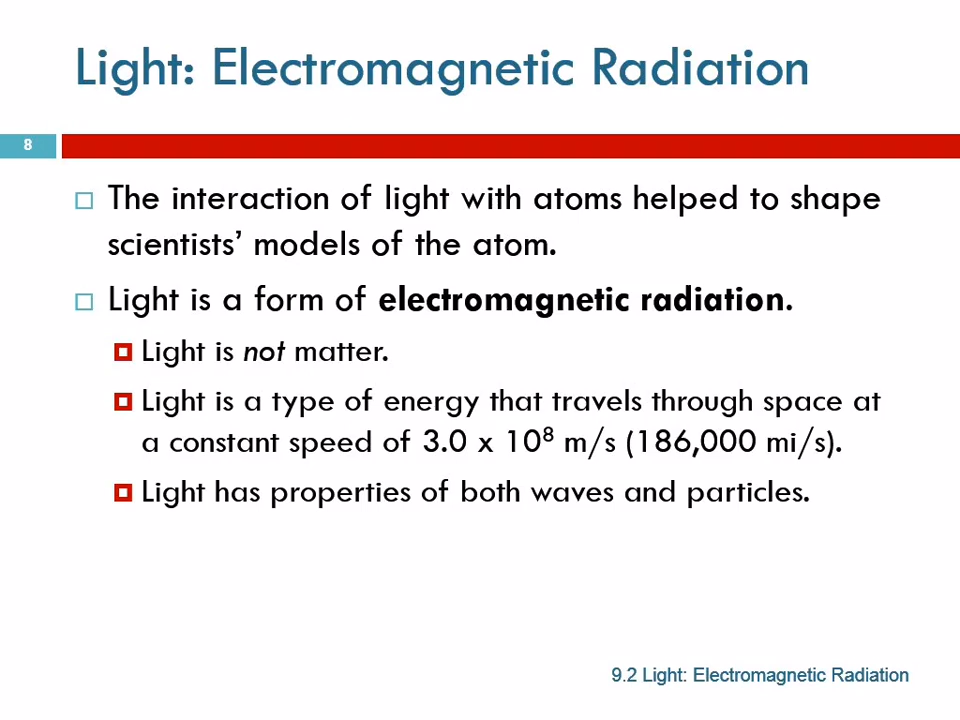 Light: Electromagnetic Radiation
8
The interaction of light with atoms helped to shape
scientists’ models of the atom.
Light is a form of electromagnetic radiation.
Light is not matter.
Light is a type of energy that travels through space at
a constant speed of 3.0 x 10⁸ m/s (186,000 mi/s).
Light has properties of both waves and particles.
9.2 Light: Electromagnetic Radiation